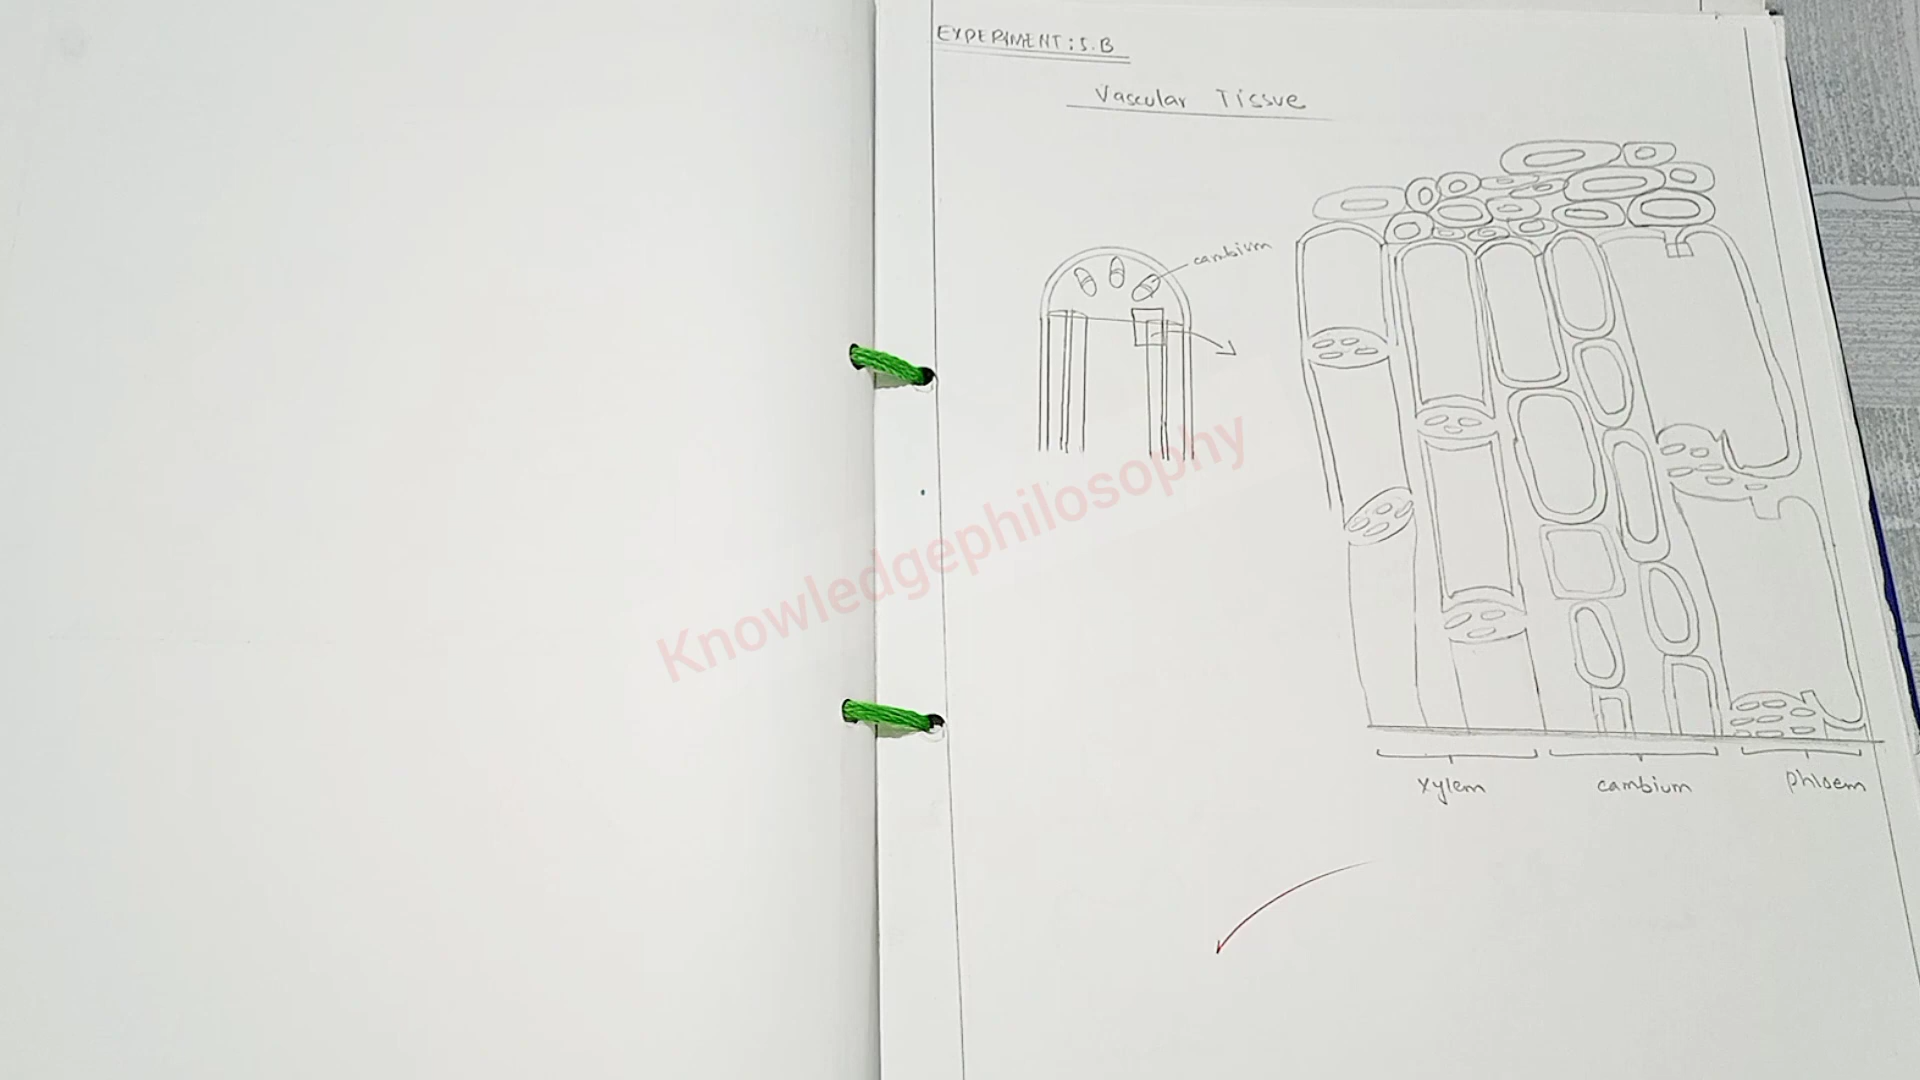 EXPERIMENT: 5.B
Vascular Tissue
cambium
Knowledgephilosophy
xylem
cambium
phloem